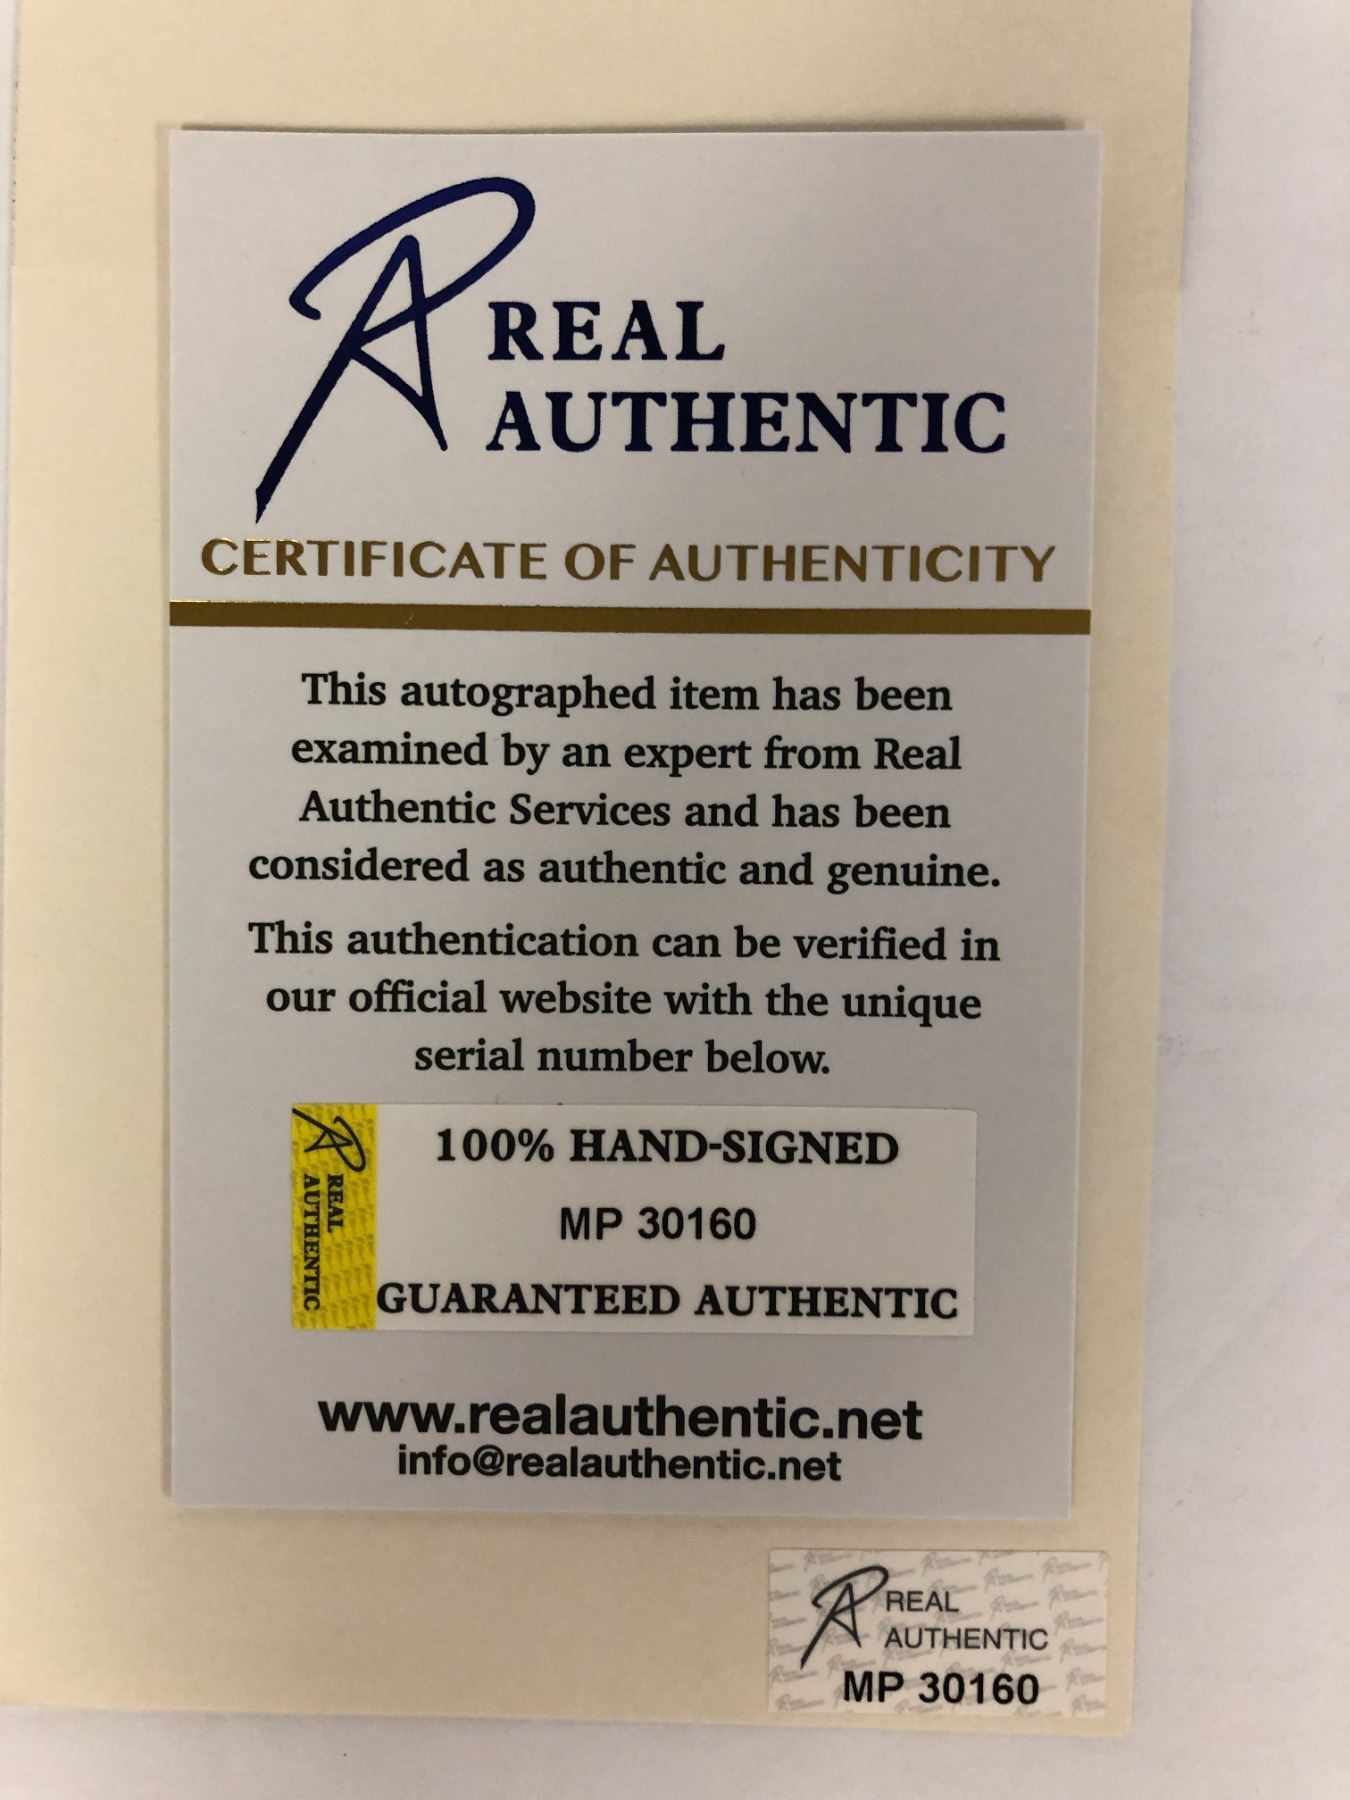 REAL
AUTHENTIC
CERTIFICATE OF AUTHENTICITY
This autographed item has been
examined by an expert from Real
Authentic Services and has been
considered as authentic and genuine.
This authentication can be verified in
our official website with the unique
serial number below.
REAL
AUTHENTIC
100% HAND-SIGNED
MP 30160
GUARANTEED AUTHENTIC
www.realauthentic.net
info@realauthentic.net
REAL
AUTHENTIC
MP 30160